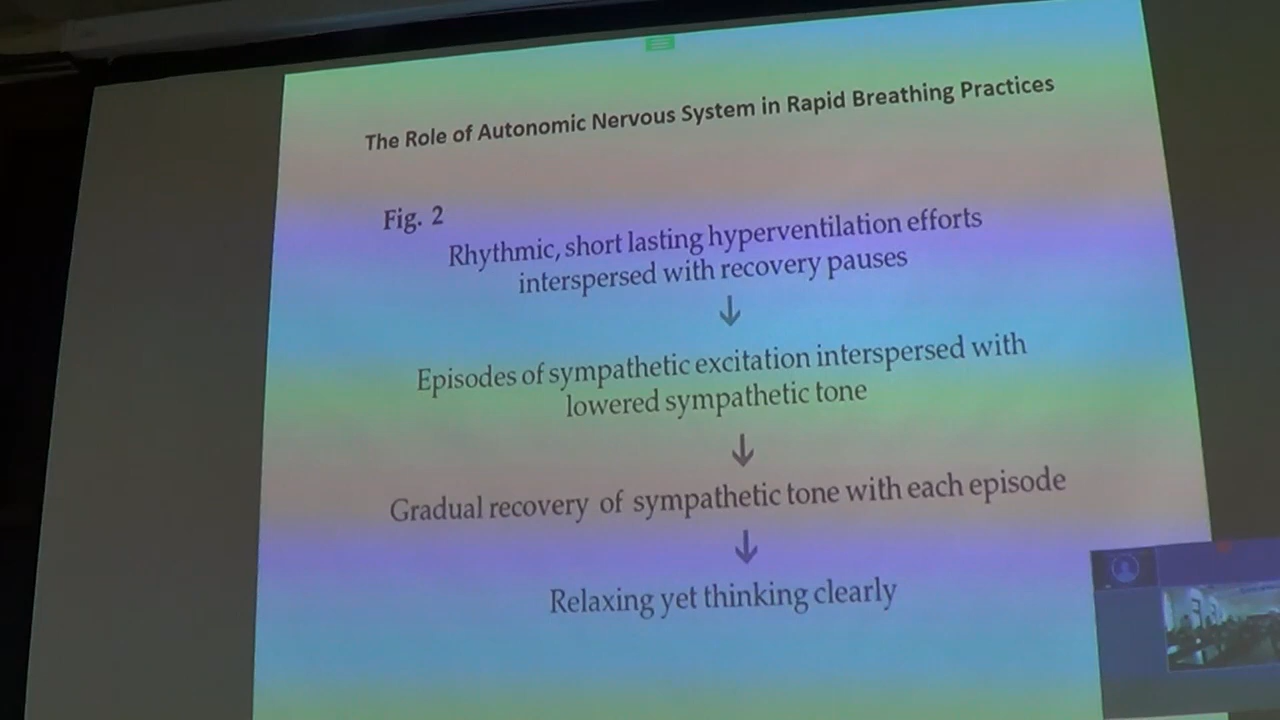 The Role of Autonomic Nervous System in Rapid Breathing Practices
Fig. 2
Rhythmic, short lasting hyperventilation efforts
interspersed with recovery pauses
↓
Episodes of sympathetic excitation interspersed with
lowered sympathetic tone
↓
Gradual recovery of sympathetic tone with each episode
↓
Relaxing yet thinking clearly